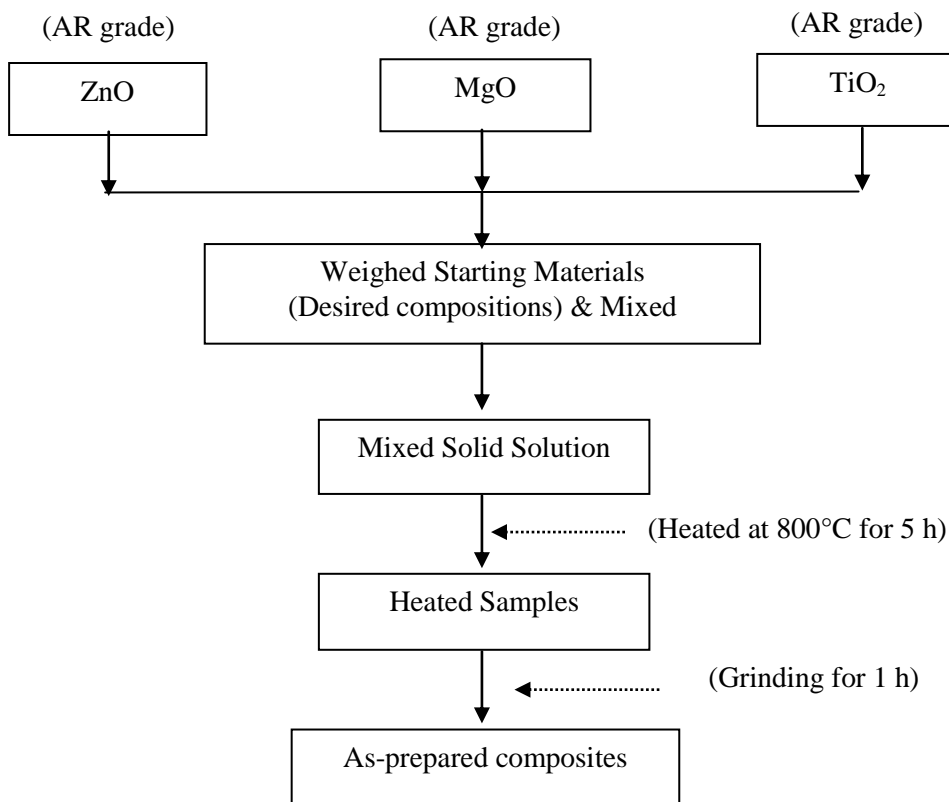 (AR grade)
(AR grade)
(AR grade)
ZnO
MgO
TiO₂
Weighed Starting Materials
(Desired compositions) & Mixed
Mixed Solid Solution
(Heated at 800°C for 5 h)
Heated Samples
(Grinding for 1 h)
As-prepared composites